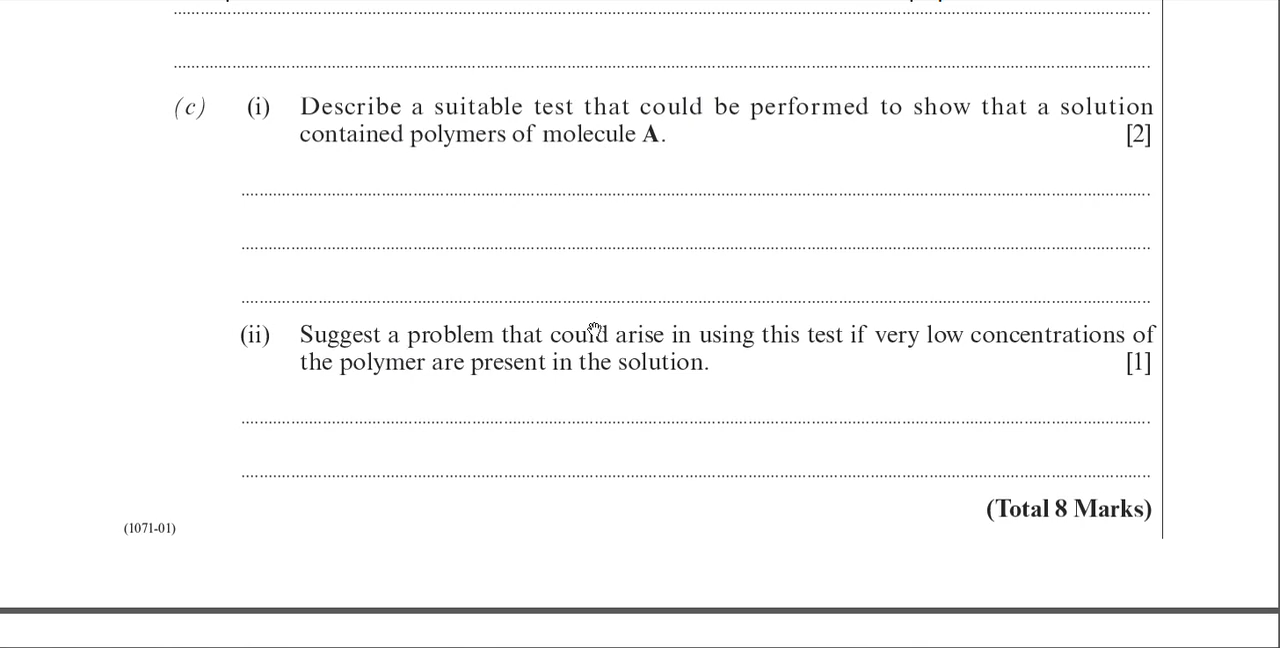 (c) (i) Describe a suitable test that could be performed to show that a solution
contained polymers of molecule A. [2]
(ii) Suggest a problem that could arise in using this test if very low concentrations of
the polymer are present in the solution. [1]
(Total 8 Marks)
(1071-01)